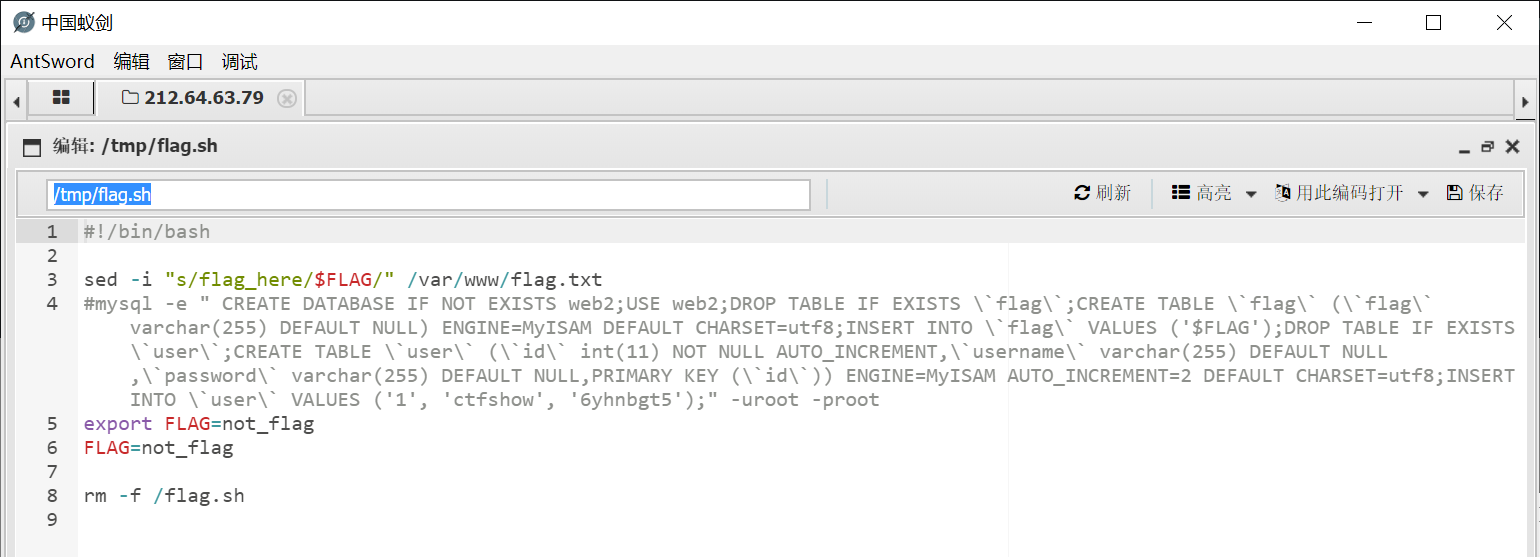 中国蚁剑
AntSword 编辑 窗口 调试
212.64.63.79
编辑: /tmp/flag.sh
/tmp/flag.sh 刷新 高亮 用此编码打开 保存
1 #!/bin/bash
2
3 sed -i "s/flag_here/$FLAG/" /var/www/flag.txt
4 #mysql -e " CREATE DATABASE IF NOT EXISTS web2;USE web2;DROP TABLE IF EXISTS \`flag\`;CREATE TABLE \`flag\` (\`flag\`
varchar(255) DEFAULT NULL) ENGINE=MyISAM DEFAULT CHARSET=utf8;INSERT INTO \`flag\` VALUES ('$FLAG');DROP TABLE IF EXISTS
\`user\`;CREATE TABLE \`user\` (\`id\` int(11) NOT NULL AUTO_INCREMENT,\`username\` varchar(255) DEFAULT NULL
,\`password\` varchar(255) DEFAULT NULL,PRIMARY KEY (\`id\`)) ENGINE=MyISAM AUTO_INCREMENT=2 DEFAULT CHARSET=utf8;INSERT
INTO \`user\` VALUES ('1', 'ctfshow', '6yhnbgt5');" -uroot -proot
5 export FLAG=not_flag
6 FLAG=not_flag
7
8 rm -f /flag.sh
9